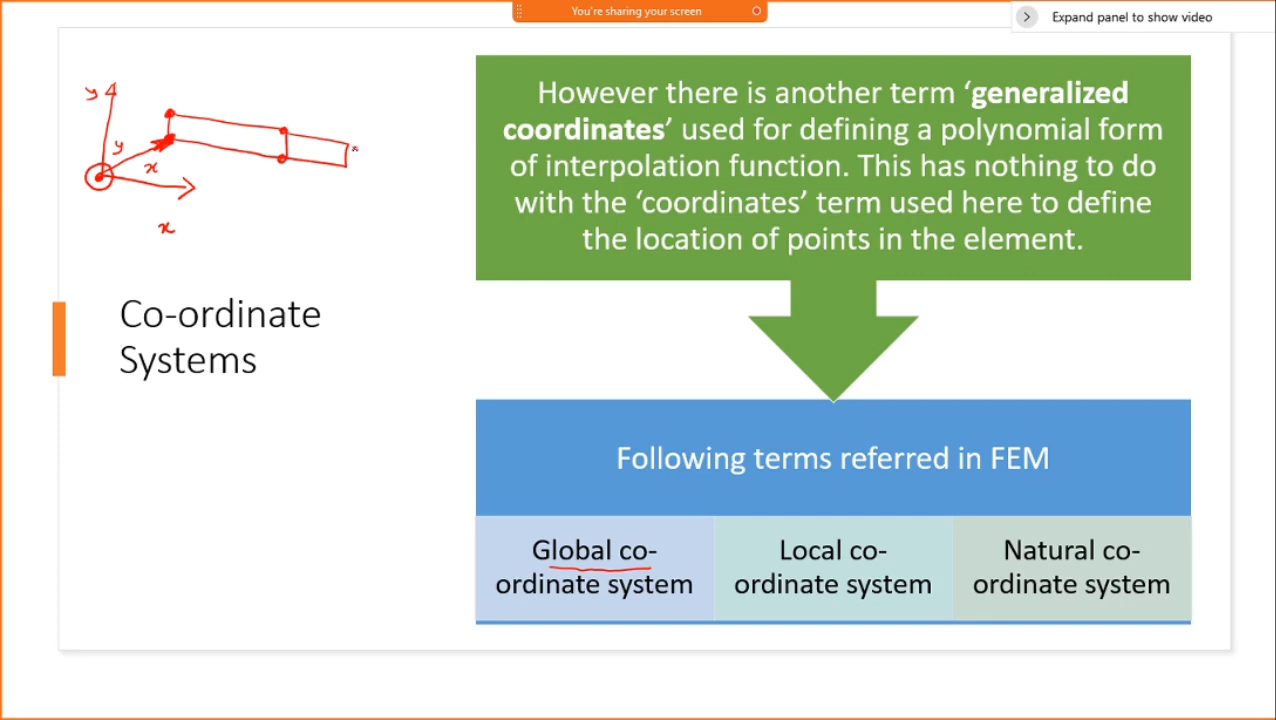 You're sharing your screen
Expand panel to show video
y
y
x
x
However there is another term ‘generalized
coordinates’ used for defining a polynomial form
of interpolation function. This has nothing to do
with the ‘coordinates’ term used here to define
the location of points in the element.
Co-ordinate
Systems
Following terms referred in FEM
Global co-
ordinate system
Local co-
ordinate system
Natural co-
ordinate system